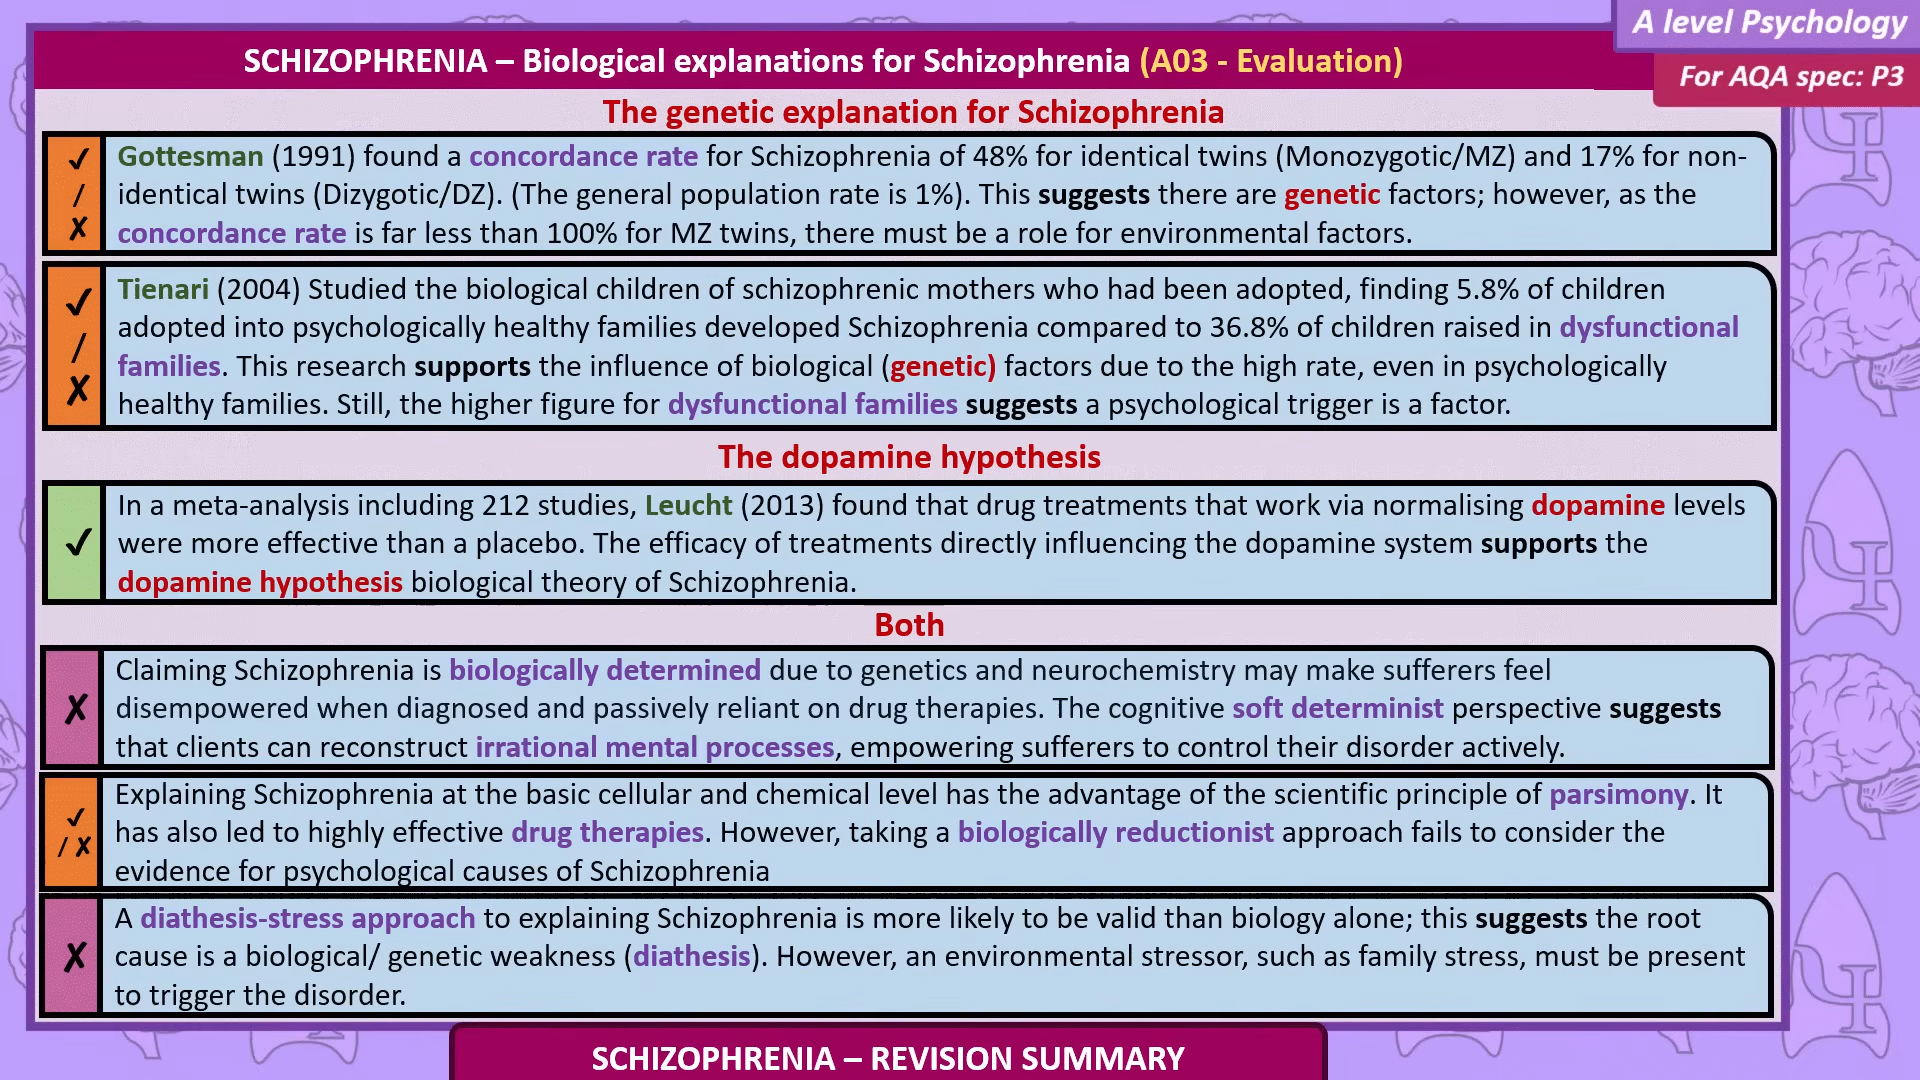 A level Psychology
SCHIZOPHRENIA – Biological explanations for Schizophrenia (A03 - Evaluation)
For AQA spec: P3
The genetic explanation for Schizophrenia
✓
/
✗
Gottesman (1991) found a concordance rate for Schizophrenia of 48% for identical twins (Monozygotic/MZ) and 17% for non-
identical twins (Dizygotic/DZ). (The general population rate is 1%). This suggests there are genetic factors; however, as the
concordance rate is far less than 100% for MZ twins, there must be a role for environmental factors.
✓
/
✗
Tienari (2004) Studied the biological children of schizophrenic mothers who had been adopted, finding 5.8% of children
adopted into psychologically healthy families developed Schizophrenia compared to 36.8% of children raised in dysfunctional
families. This research supports the influence of biological (genetic) factors due to the high rate, even in psychologically
healthy families. Still, the higher figure for dysfunctional families suggests a psychological trigger is a factor.
The dopamine hypothesis
✓
In a meta-analysis including 212 studies, Leucht (2013) found that drug treatments that work via normalising dopamine levels
were more effective than a placebo. The efficacy of treatments directly influencing the dopamine system supports the
dopamine hypothesis biological theory of Schizophrenia.
Both
✗
Claiming Schizophrenia is biologically determined due to genetics and neurochemistry may make sufferers feel
disempowered when diagnosed and passively reliant on drug therapies. The cognitive soft determinist perspective suggests
that clients can reconstruct irrational mental processes, empowering sufferers to control their disorder actively.
✓
/ ✗
Explaining Schizophrenia at the basic cellular and chemical level has the advantage of the scientific principle of parsimony. It
has also led to highly effective drug therapies. However, taking a biologically reductionist approach fails to consider the
evidence for psychological causes of Schizophrenia
✗
A diathesis-stress approach to explaining Schizophrenia is more likely to be valid than biology alone; this suggests the root
cause is a biological/ genetic weakness (diathesis). However, an environmental stressor, such as family stress, must be present
to trigger the disorder.
SCHIZOPHRENIA – REVISION SUMMARY